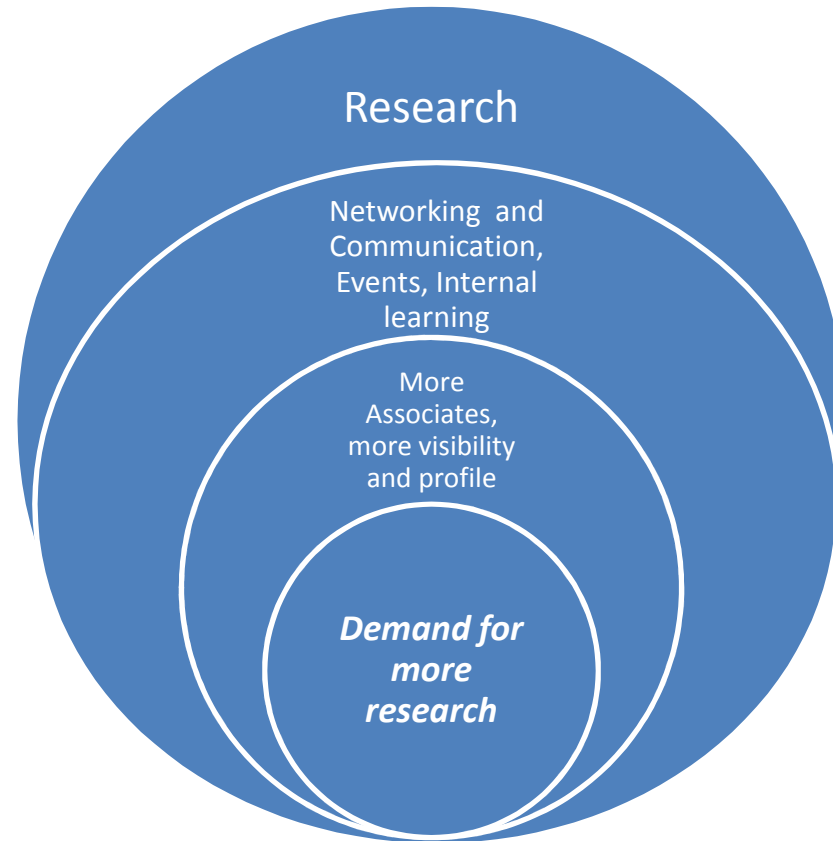 Research
Networking and
Communication,
Events, Internal
learning
More
Associates,
more visibility
and profile
Demand for
more
research